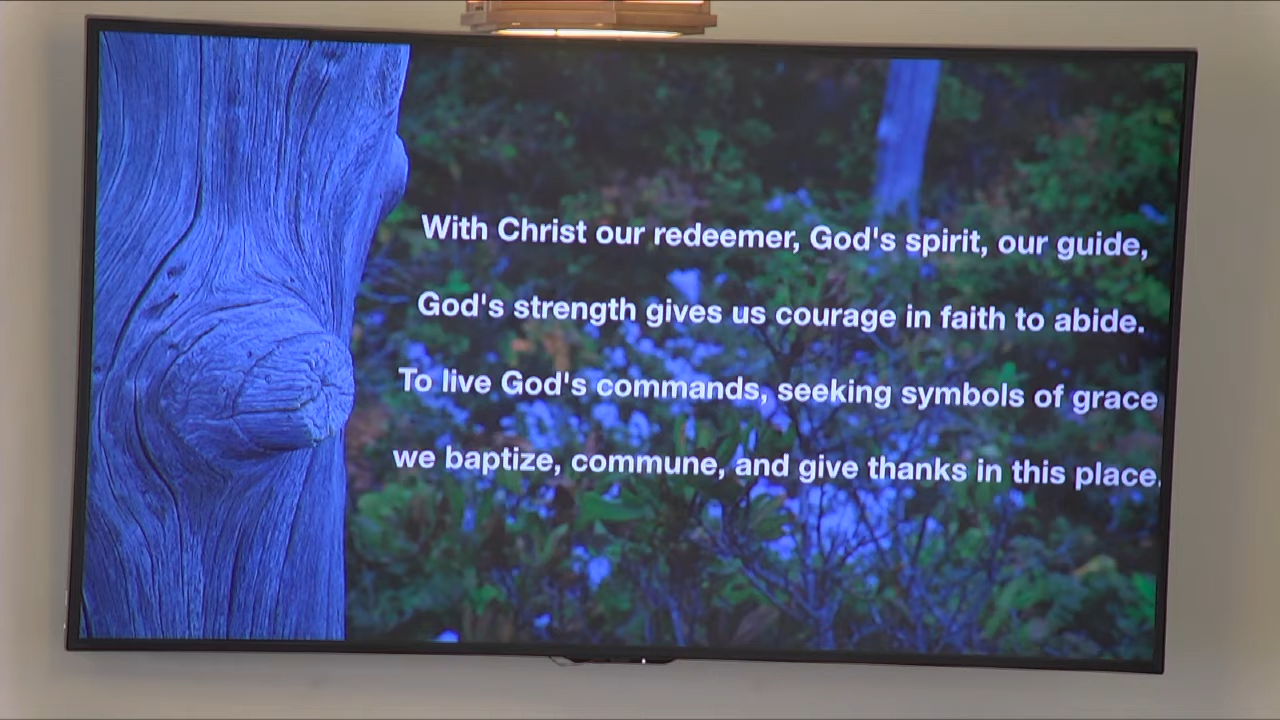 With Christ our redeemer, God's spirit, our guide,
God's strength gives us courage in faith to abide.
To live God's commands, seeking symbols of grace
we baptize, commune, and give thanks in this place.